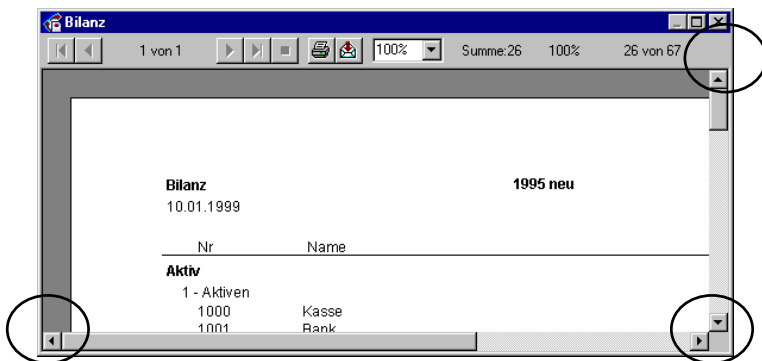 Bilanz
1 von 1 100% Summe:26 100% 26 von 67
Bilanz 1995 neu
10.01.1999
Nr Name
Aktiv
1 - Aktiven
1000 Kasse
1001 Bank